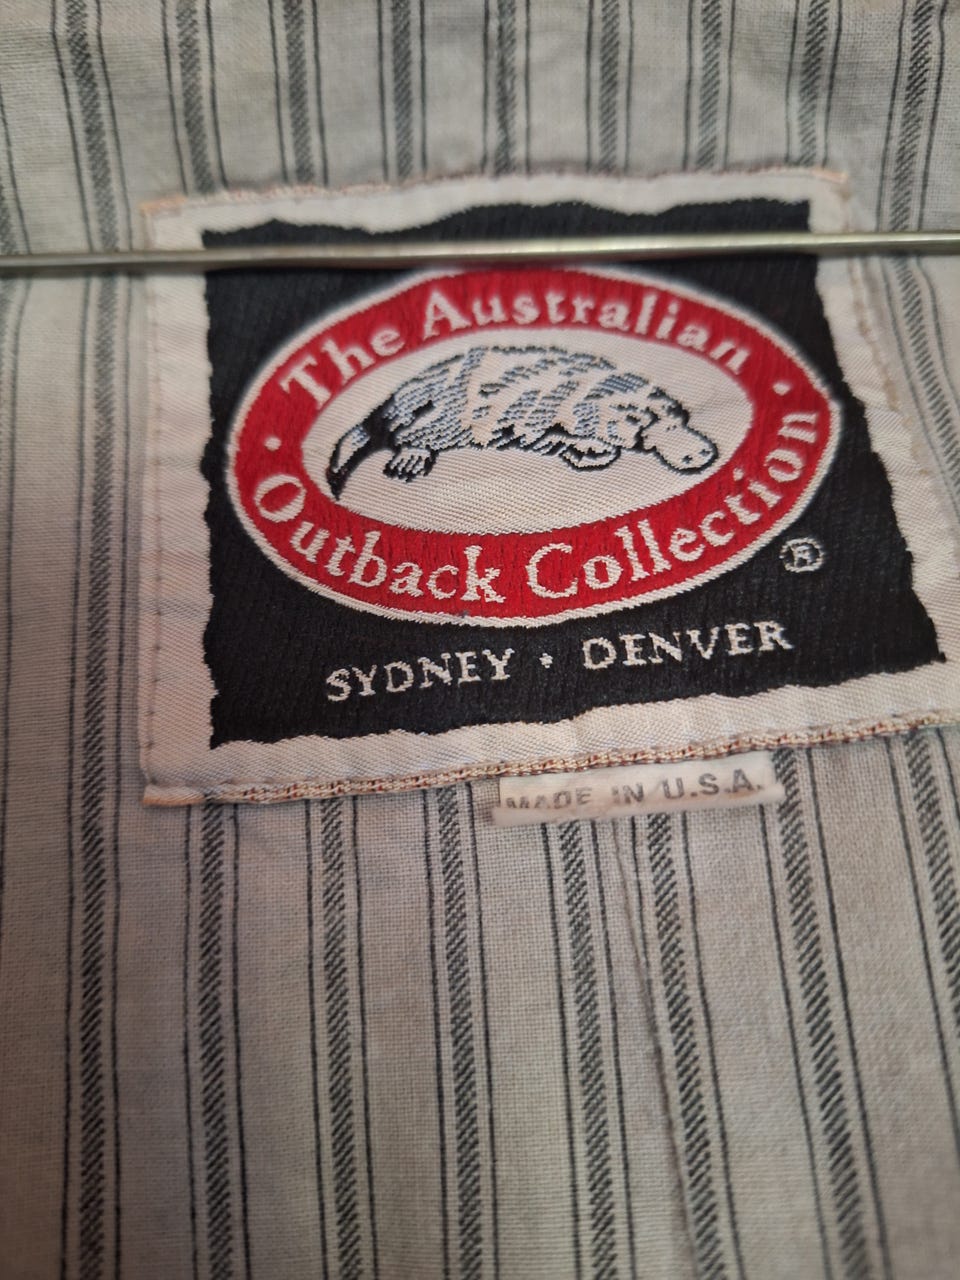 The Australian
Outback Collection
®
SYDNEY • DENVER
MADE IN U.S.A.